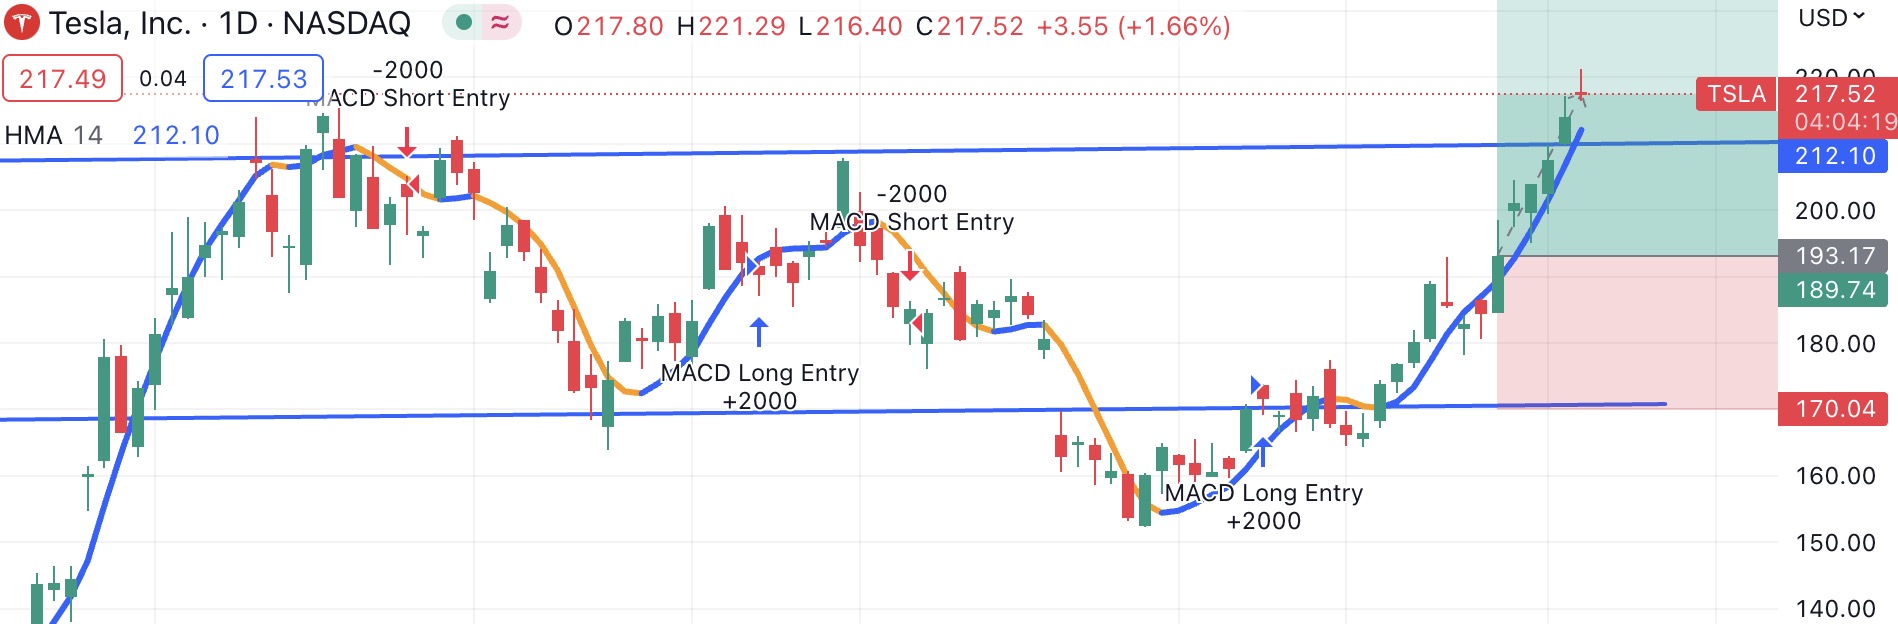 Tesla, Inc. · 1D · NASDAQ
O217.80 H221.29 L216.40 C217.52 +3.55 (+1.66%)
USD
217.49 0.04 217.53
-2000
MACD Short Entry
HMA 14 212.10
220.00
TSLA 217.52
04:04:19
212.10
-2000
MACD Short Entry
200.00
193.17
189.74
180.00
MACD Long Entry
+2000
170.04
160.00
MACD Long Entry
+2000
150.00
140.00